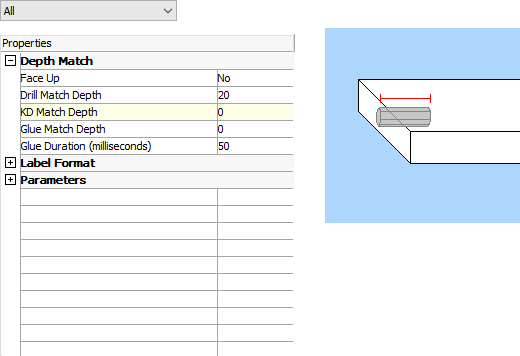 All
Properties
Depth Match
Face Up No
Drill Match Depth 20
KD Match Depth 0
Glue Match Depth 0
Glue Duration (milliseconds) 50
Label Format
Parameters